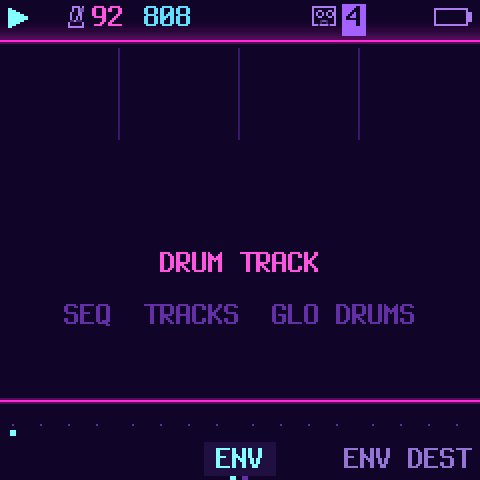 92 808 4
DRUM TRACK
SEQ TRACKS GLO DRUMS
ENV ENV DEST